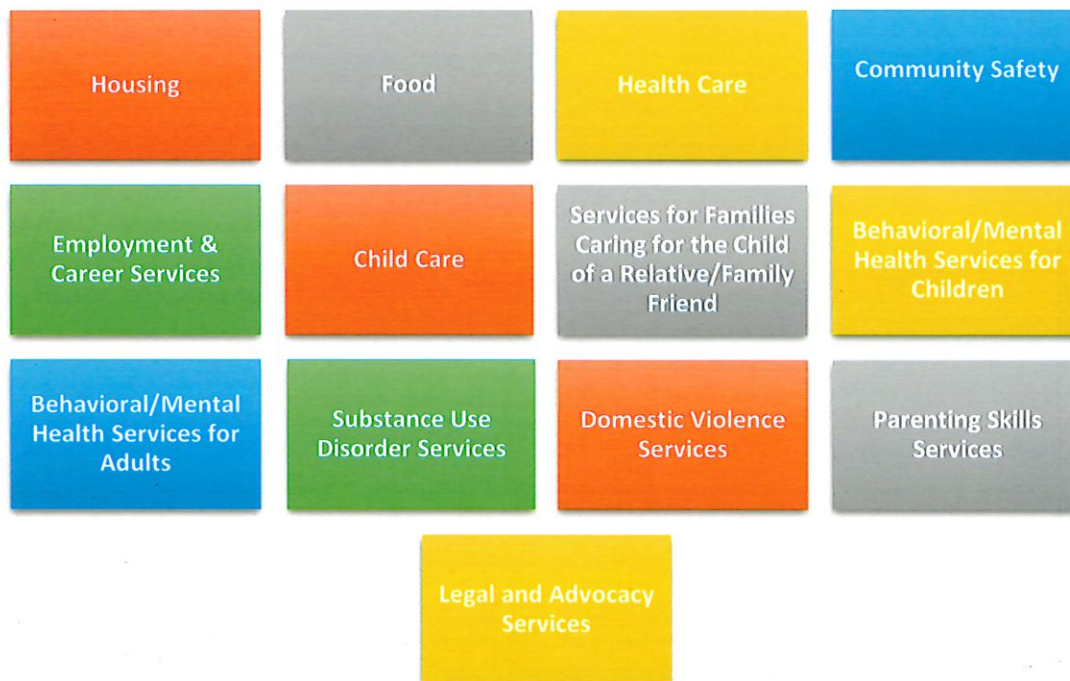 Housing
Food
Health Care
Community Safety
Employment &
Career Services
Child Care
Services for Families
Caring for the Child
of a Relative/Family
Friend
Behavioral/Mental
Health Services for
Children
Behavioral/Mental
Health Services for
Adults
Substance Use
Disorder Services
Domestic Violence
Services
Parenting Skills
Services
Legal and Advocacy
Services